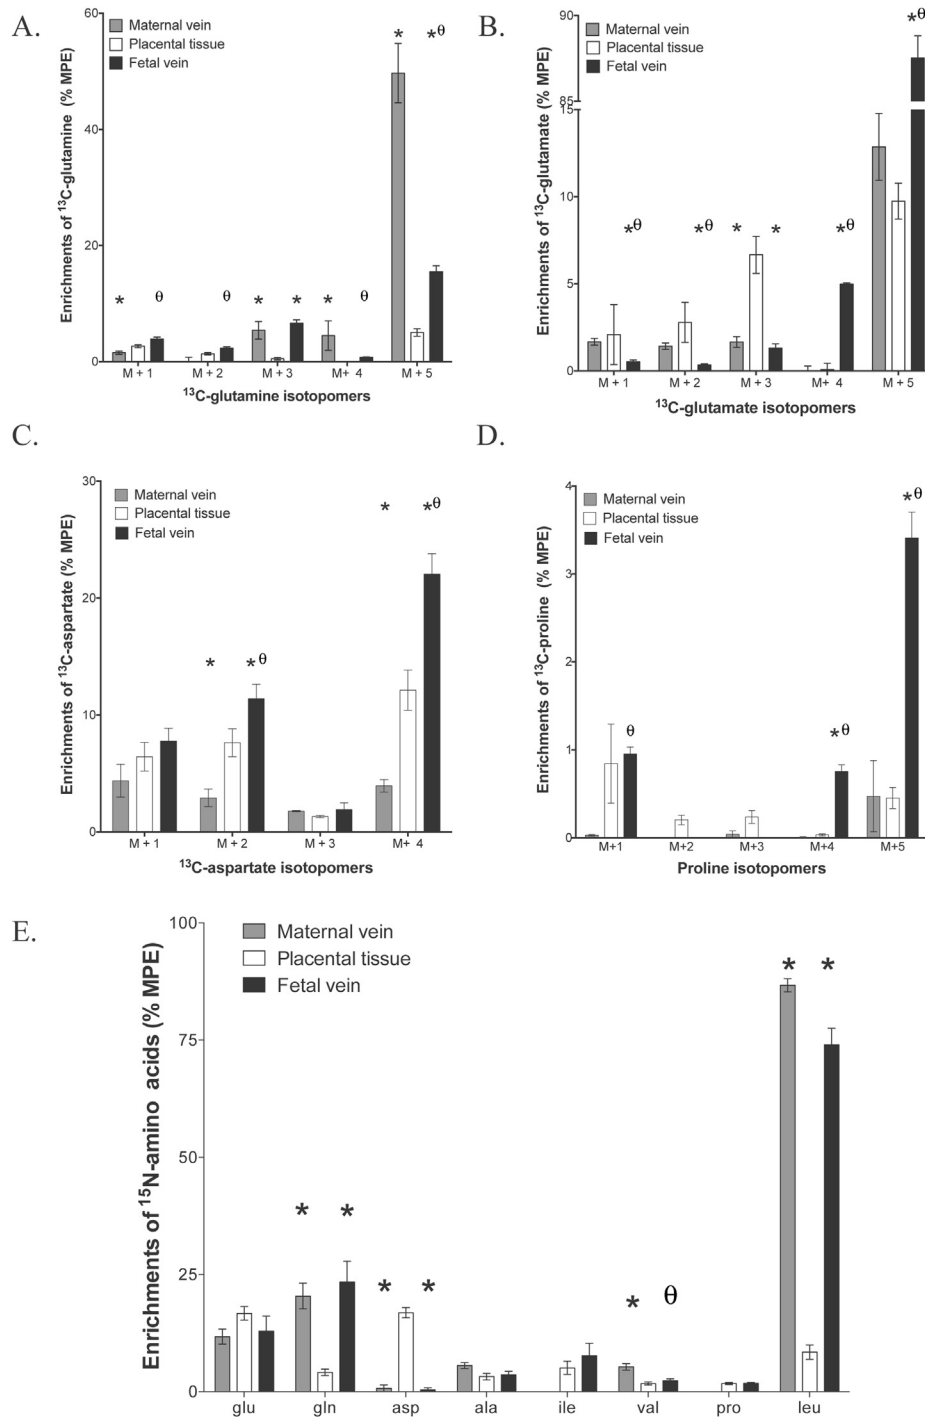 A.
Enrichments of ¹³C-glutamine (% MPE)
60
40
20
0
Maternal vein
Placental tissue
Fetal vein
* θ * *θ
* θ
* *
* θ
M + 1 M + 2 M + 3 M+ 4 M + 5
¹³C-glutamine isotopomers
B.
Enrichments of ¹³C-glutamate (% MPE)
90
85
15
10
5
0
Maternal vein
Placental tissue
Fetal vein
*θ *θ * * *θ *θ
M + 1 M + 2 M + 3 M+ 4 M + 5
¹³C-glutamate isotopomers
C.
Enrichments of ¹³C-aspartate (% MPE)
30
20
10
0
Maternal vein
Placental tissue
Fetal vein
* *θ * *θ
M + 1 M + 2 M + 3 M+ 4
¹³C-aspartate isotopomers
D.
Enrichments of ¹³C-proline (% MPE)
4
3
2
1
0
Maternal vein
Placental tissue
Fetal vein
θ *θ *θ
M+1 M+2 M+3 M+4 M+5
Proline isotopomers
E.
Enrichments of ¹⁵N-amino acids (% MPE)
100
75
50
25
0
Maternal vein
Placental tissue
Fetal vein
* * * * * θ * *
glu gln asp ala ile val pro leu